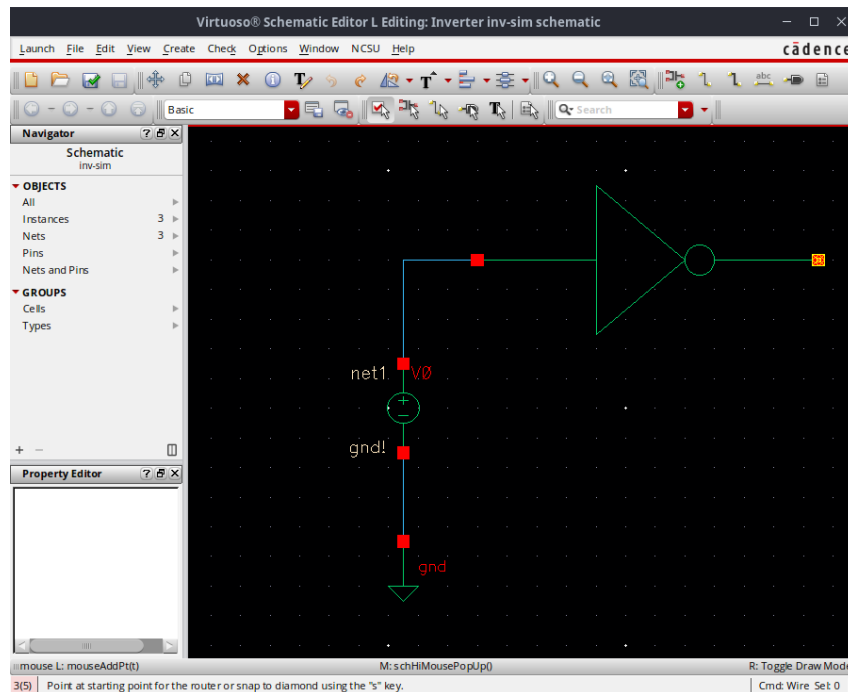 Virtuoso® Schematic Editor L Editing: Inverter inv-sim schematic
Launch File Edit View Create Check Options Window NCSU Help cādence
abc
Basic Search
Navigator
Schematic
inv-sim
OBJECTS
All
Instances 3
Nets 3
Pins
Nets and Pins
GROUPS
Cells
Types
net1 V0
gnd!
gnd
Property Editor
mouse L: mouseAddPt(t) M: schHiMousePopUp() R: Toggle Draw Mode
3(5) Point at starting point for the router or snap to diamond using the "s" key. Cmd: Wire Sel: 0